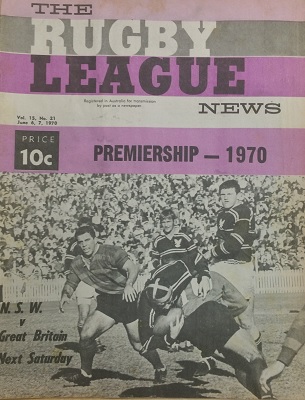 THE
RUGBY
LEAGUE
NEWS
Registered in Australia for transmission
by post as a newspaper
Vol. 15, No. 21
June 6, 7, 1970
PRICE
10c
PREMIERSHIP — 1970
N. S. W.
v
Great Britain
Next Saturday